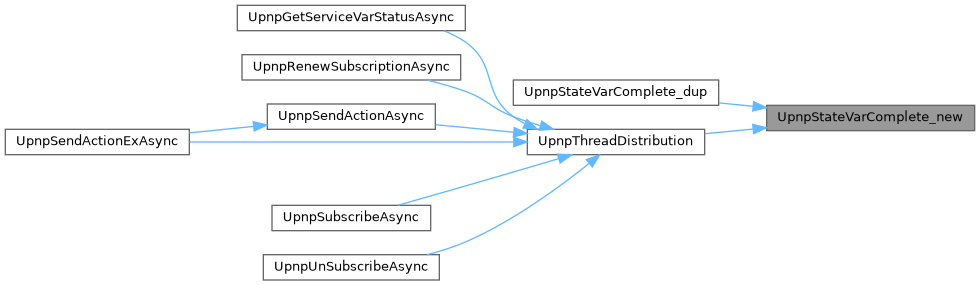 UpnpGetServiceVarStatusAsync
UpnpRenewSubscriptionAsync
UpnpStateVarComplete_dup
UpnpStateVarComplete_new
UpnpSendActionAsync
UpnpSendActionExAsync
UpnpThreadDistribution
UpnpSubscribeAsync
UpnpUnSubscribeAsync